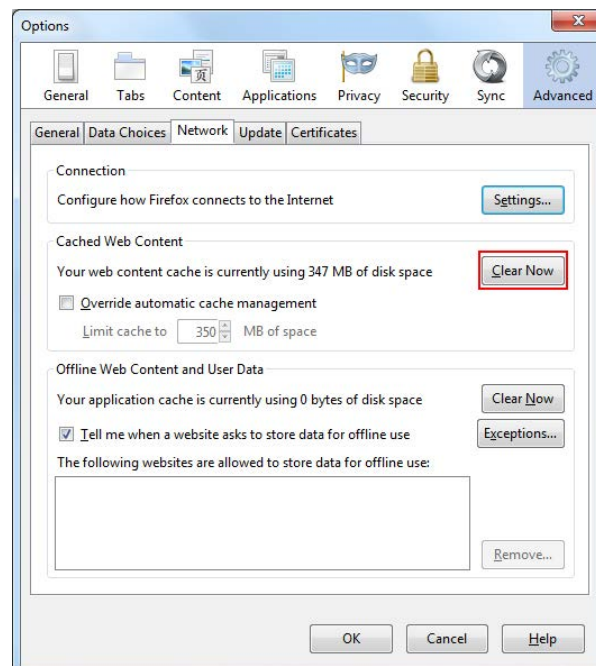 Options
General Tabs Content Applications Privacy Security Sync Advanced
General Data Choices Network Update Certificates
Connection
Configure how Firefox connects to the Internet Settings...
Cached Web Content
Your web content cache is currently using 347 MB of disk space Clear Now
Override automatic cache management
Limit cache to 350 MB of space
Offline Web Content and User Data
Your application cache is currently using 0 bytes of disk space Clear Now
Tell me when a website asks to store data for offline use Exceptions...
The following websites are allowed to store data for offline use:
Remove...
OK Cancel Help